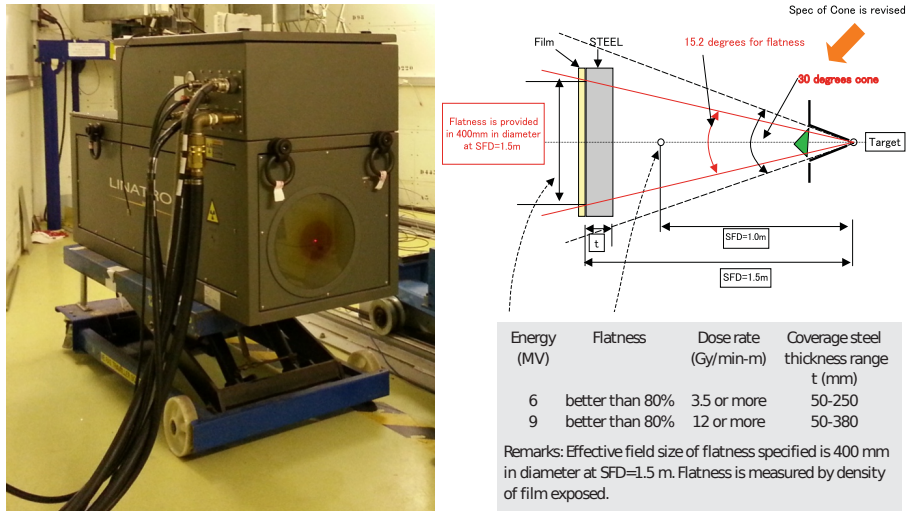 LINATRO
Spec of Cone is revised
Film
STEEL
15.2 degrees for flatness
30 degrees cone
Flatness is provided
in 400mm in diameter
at SFD=1.5m
Target
t
SFD=1.0m
SFD=1.5m
Energy Flatness Dose rate Coverage steel
(MV) (Gy/min-m) thickness range
t (mm)
6 better than 80% 3.5 or more 50-250
9 better than 80% 12 or more 50-380
Remarks: Effective field size of flatness specified is 400 mm
in diameter at SFD=1.5 m. Flatness is measured by density
of film exposed.